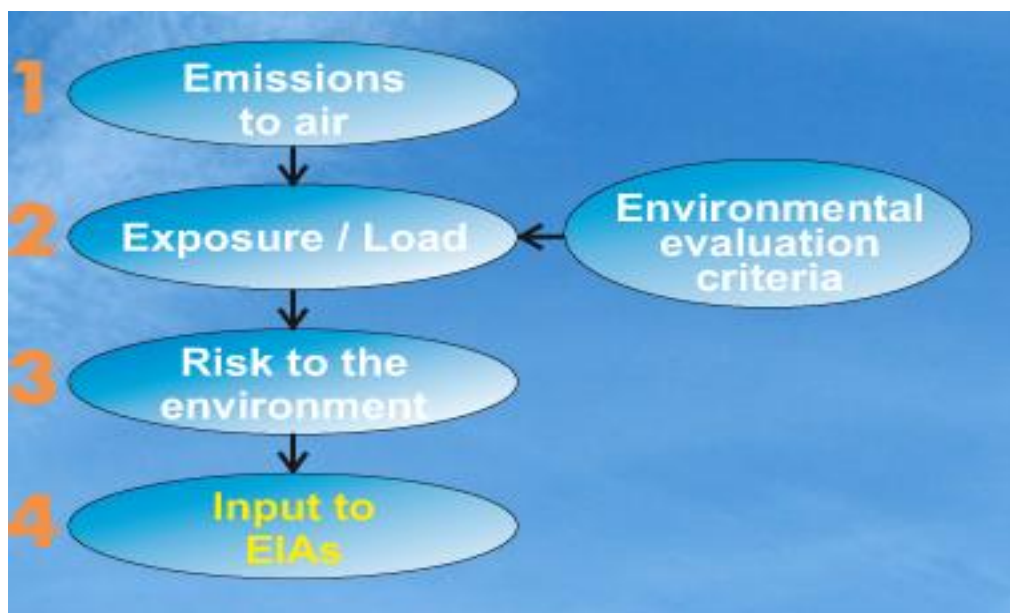 1
Emissions
to air
2
Exposure / Load
Environmental
evaluation
criteria
3
Risk to the
environment
4
Input to
EiAs